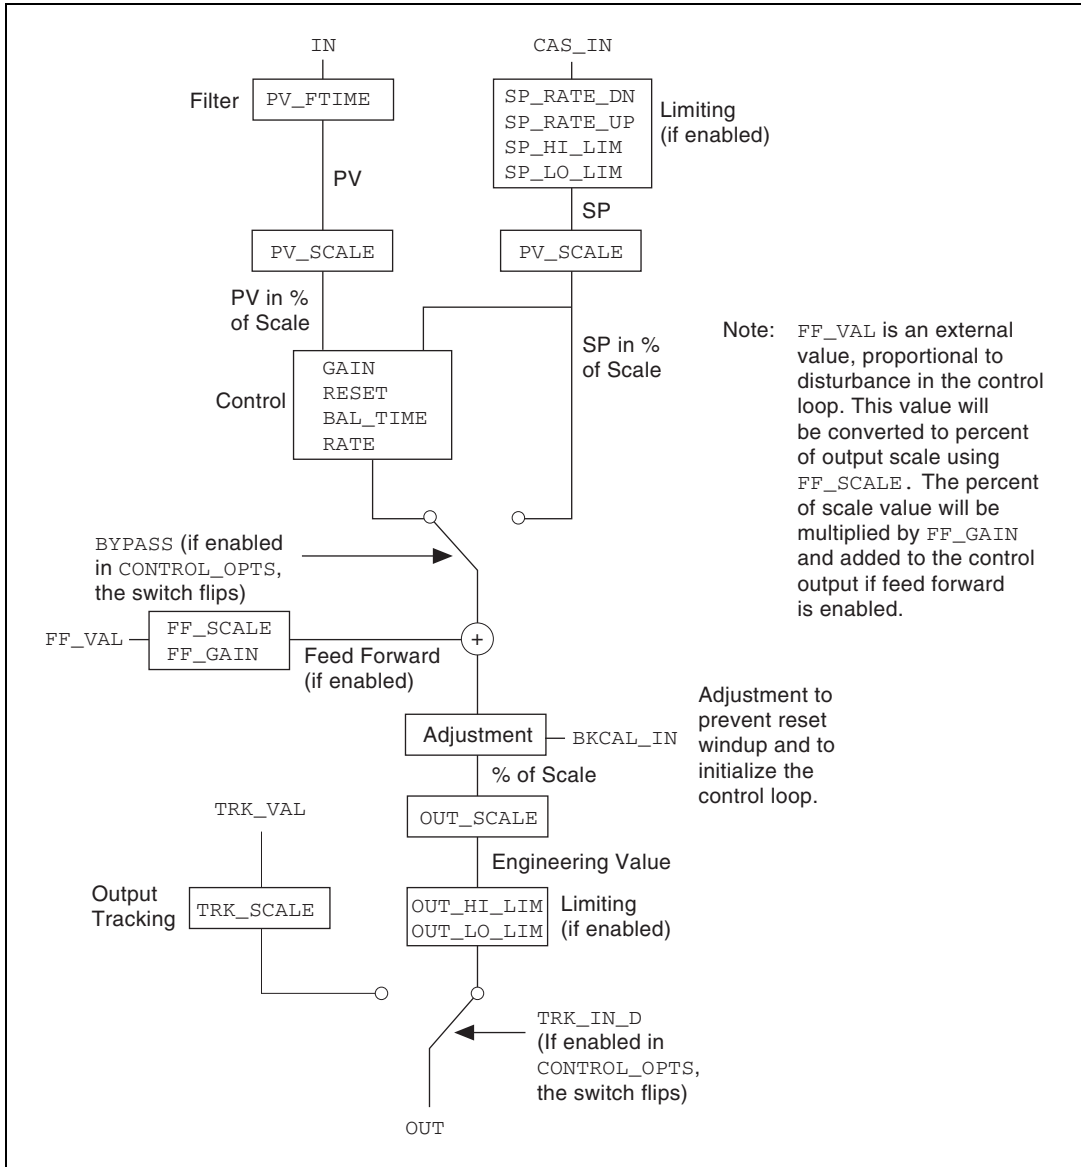 IN
CAS_IN
Filter
PV_FTIME
SP_RATE_DN
SP_RATE_UP
SP_HI_LIM
SP_LO_LIM
Limiting
(if enabled)
PV
SP
PV_SCALE
PV_SCALE
PV in %
of Scale
SP in %
of Scale
Control
GAIN
RESET
BAL_TIME
RATE
Note: FF_VAL is an external
value, proportional to
disturbance in the control
loop. This value will
be converted to percent
of output scale using
FF_SCALE. The percent
of scale value will be
multiplied by FF_GAIN
and added to the control
output if feed forward
is enabled.
BYPASS (if enabled
in CONTROL_OPTS,
the switch flips)
FF_VAL
FF_SCALE
FF_GAIN
Feed Forward
(if enabled)
+
Adjustment
BKCAL_IN
Adjustment to
prevent reset
windup and to
initialize the
control loop.
% of Scale
OUT_SCALE
TRK_VAL
Engineering Value
Output
Tracking
TRK_SCALE
OUT_HI_LIM
OUT_LO_LIM
Limiting
(if enabled)
TRK_IN_D
(If enabled in
CONTROL_OPTS,
the switch flips)
OUT